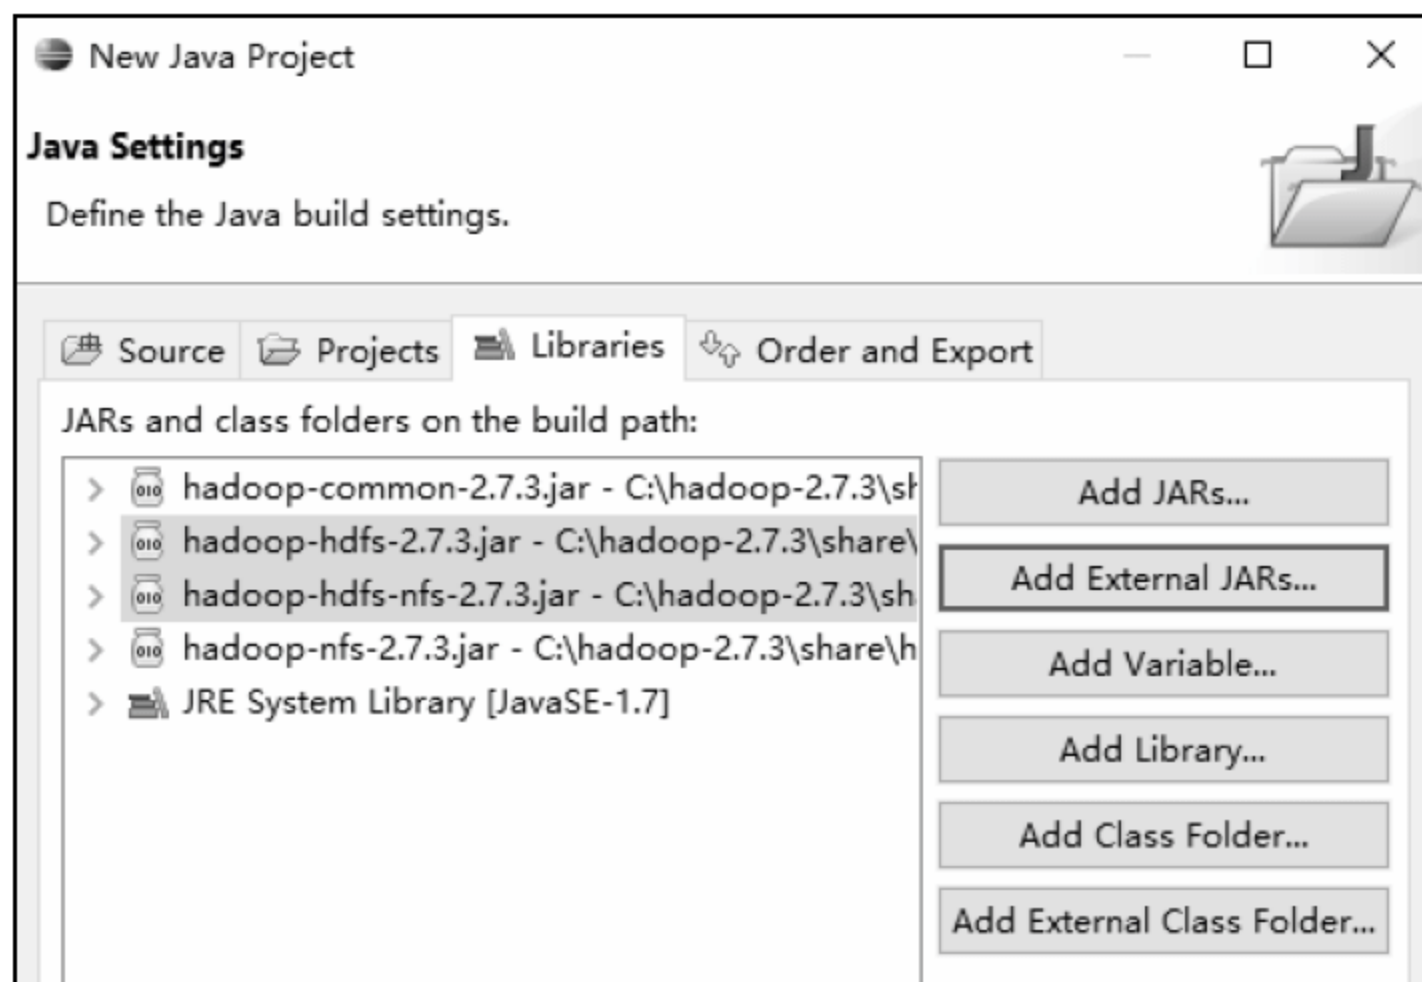 New Java Project
Java Settings
Define the Java build settings.
Source Projects Libraries Order and Export
JARs and class folders on the build path:
hadoop-common-2.7.3.jar - C:\hadoop-2.7.3\sh
hadoop-hdfs-2.7.3.jar - C:\hadoop-2.7.3\share\
hadoop-hdfs-nfs-2.7.3.jar - C:\hadoop-2.7.3\sh
hadoop-nfs-2.7.3.jar - C:\hadoop-2.7.3\share\h
JRE System Library [JavaSE-1.7]
Add JARs...
Add External JARs...
Add Variable...
Add Library...
Add Class Folder...
Add External Class Folder...